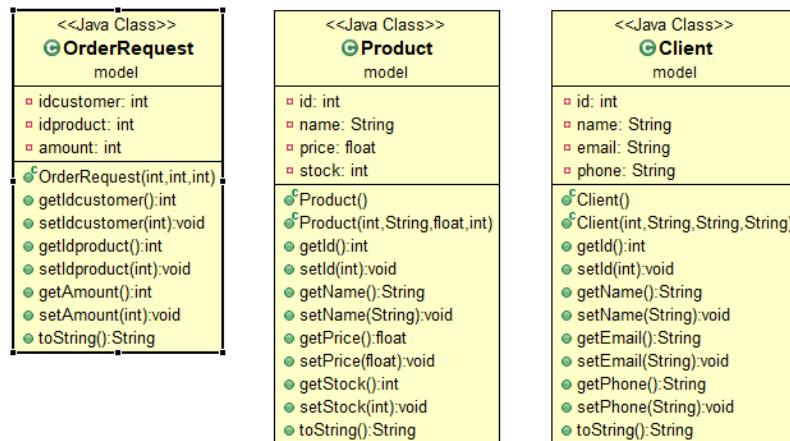 <<Java Class>>
OrderRequest
model
idcustomer: int
idproduct: int
amount: int
OrderRequest(int,int,int)
getIdcustomer():int
setIdcustomer(int):void
getIdproduct():int
setIdproduct(int):void
getAmount():int
setAmount(int):void
toString():String
<<Java Class>>
Product
model
id: int
name: String
price: float
stock: int
Product()
Product(int,String,float,int)
getId():int
setId(int):void
getName():String
setName(String):void
getPrice():float
setPrice(float):void
getStock():int
setStock(int):void
toString():String
<<Java Class>>
Client
model
id: int
name: String
email: String
phone: String
Client()
Client(int,String,String,String)
getId():int
setId(int):void
getName():String
setName(String):void
getEmail():String
setEmail(String):void
getPhone():String
setPhone(String):void
toString():String